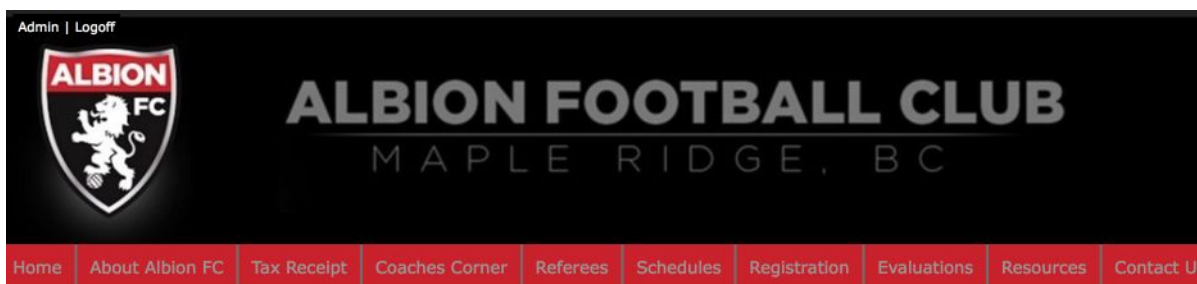 Admin | Logoff
ALBION
FC
ALBION FOOTBALL CLUB
MAPLE RIDGE, BC
Home About Albion FC Tax Receipt Coaches Corner Referees Schedules Registration Evaluations Resources Contact U